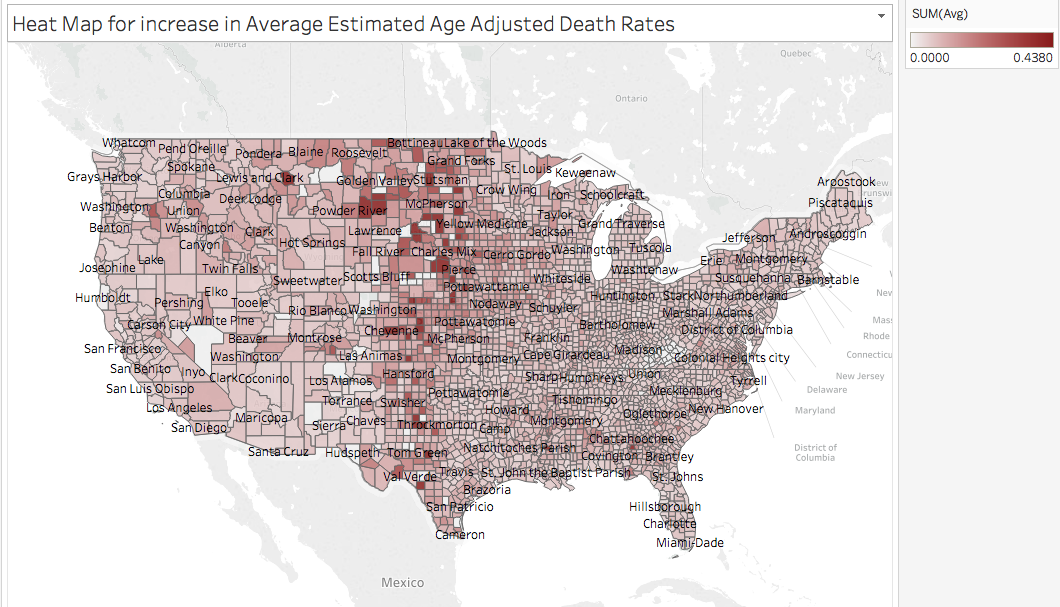 Heat Map for increase in Average Estimated Age Adjusted Death Rates
SUM(Avg)
0.0000 0.4380
Alberta
Quebec
Ontario
Whatcom
Pend Oreille
Pondera
Blaine
Roosevelt
Bottineau
Lake of the Woods
Spokane
Grand Forks
St. Louis
Keweenaw
Grays Harbor
Lewis and Clark
Golden Valley
Stutsman
Aroostook
Columbia
Deer Lodge
Crow Wing
Iron
Schoolcraft
Piscataquis
Washington
Union
Powder River
McPherson
Taylor
Grand Traverse
Benton
Washington
Clark
Lawrence
Yellow Medicine
Jackson
Jefferson
Androscoggin
Canyon
Hot Springs
Fall River
Charles Mix
Cerro Gordo
Washington
Tuscola
Erie
Montgomery
Lake
Josephine
Twin Falls
Scotts Bluff
Pierce
Whiteside
Washtenaw
Susquehanna
Barnstable
Sweetwater
Pottawattamie
Humboldt
Elko
Pershing
Tooele
Rio Blanco
Washington
Nodaway
Schuyler
Huntington
Stark
Northumberland
Marshall
Adams
Carson City
White Pine
Cheyenne
Pottawatomie
Bartholomew
District of Columbia
Beaver
Montrose
McPherson
Franklin
San Francisco
Washington
Las Animas
Montgomery
Cape Girardeau
Madison
Colonial Heights city
San Benito
Inyo
Clark
Coconino
Los Alamos
Hansford
Sharp
Humphreys
Union
Tyrrell
San Luis Obispo
Torrance
Swisher
Pottawatomie
Tishomingo
Mecklenburg
Los Angeles
Maricopa
Howard
Oglethorpe
New Hanover
San Diego
Sierra
Chaves
Throckmorton
Camp
Montgomery
Chattahoochee
Santa Cruz
Hudspeth
Tom Green
Natchitoches Parish
Covington
Brantley
Val Verde
Travis
St. John the Baptist Parish
St. Johns
Brazoria
San Patricio
Hillsborough
Charlotte
Cameron
Miami-Dade
New
Mass
Rhode
Connecticu
New Jersey
Delaware
Maryland
District of
Columbia
Mexico